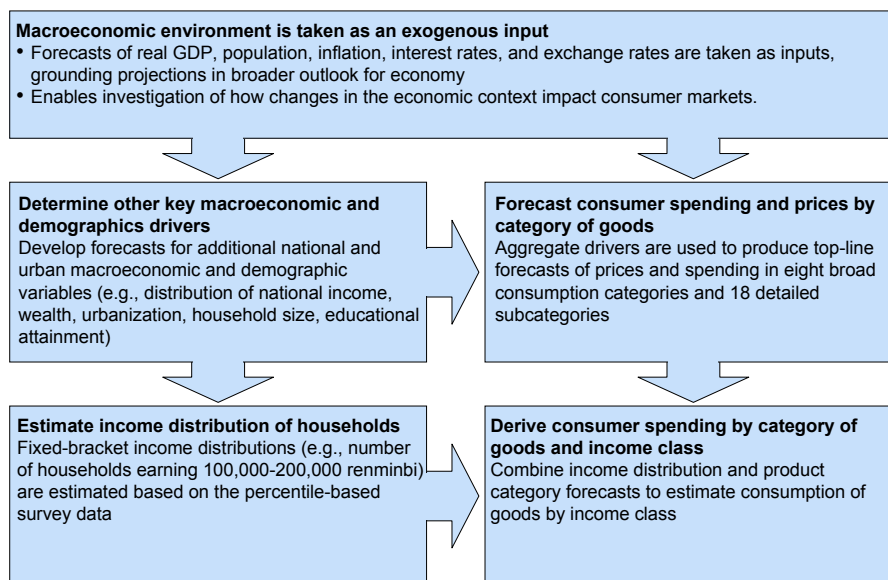 Macroeconomic environment is taken as an exogenous input
• Forecasts of real GDP, population, inflation, interest rates, and exchange rates are taken as inputs,
grounding projections in broader outlook for economy
• Enables investigation of how changes in the economic context impact consumer markets.
Determine other key macroeconomic and
demographics drivers
Develop forecasts for additional national and
urban macroeconomic and demographic
variables (e.g., distribution of national income,
wealth, urbanization, household size, educational
attainment)
Forecast consumer spending and prices by
category of goods
Aggregate drivers are used to produce top-line
forecasts of prices and spending in eight broad
consumption categories and 18 detailed
subcategories
Estimate income distribution of households
Fixed-bracket income distributions (e.g., number
of households earning 100,000-200,000 renminbi)
are estimated based on the percentile-based
survey data
Derive consumer spending by category of
goods and income class
Combine income distribution and product
category forecasts to estimate consumption of
goods by income class